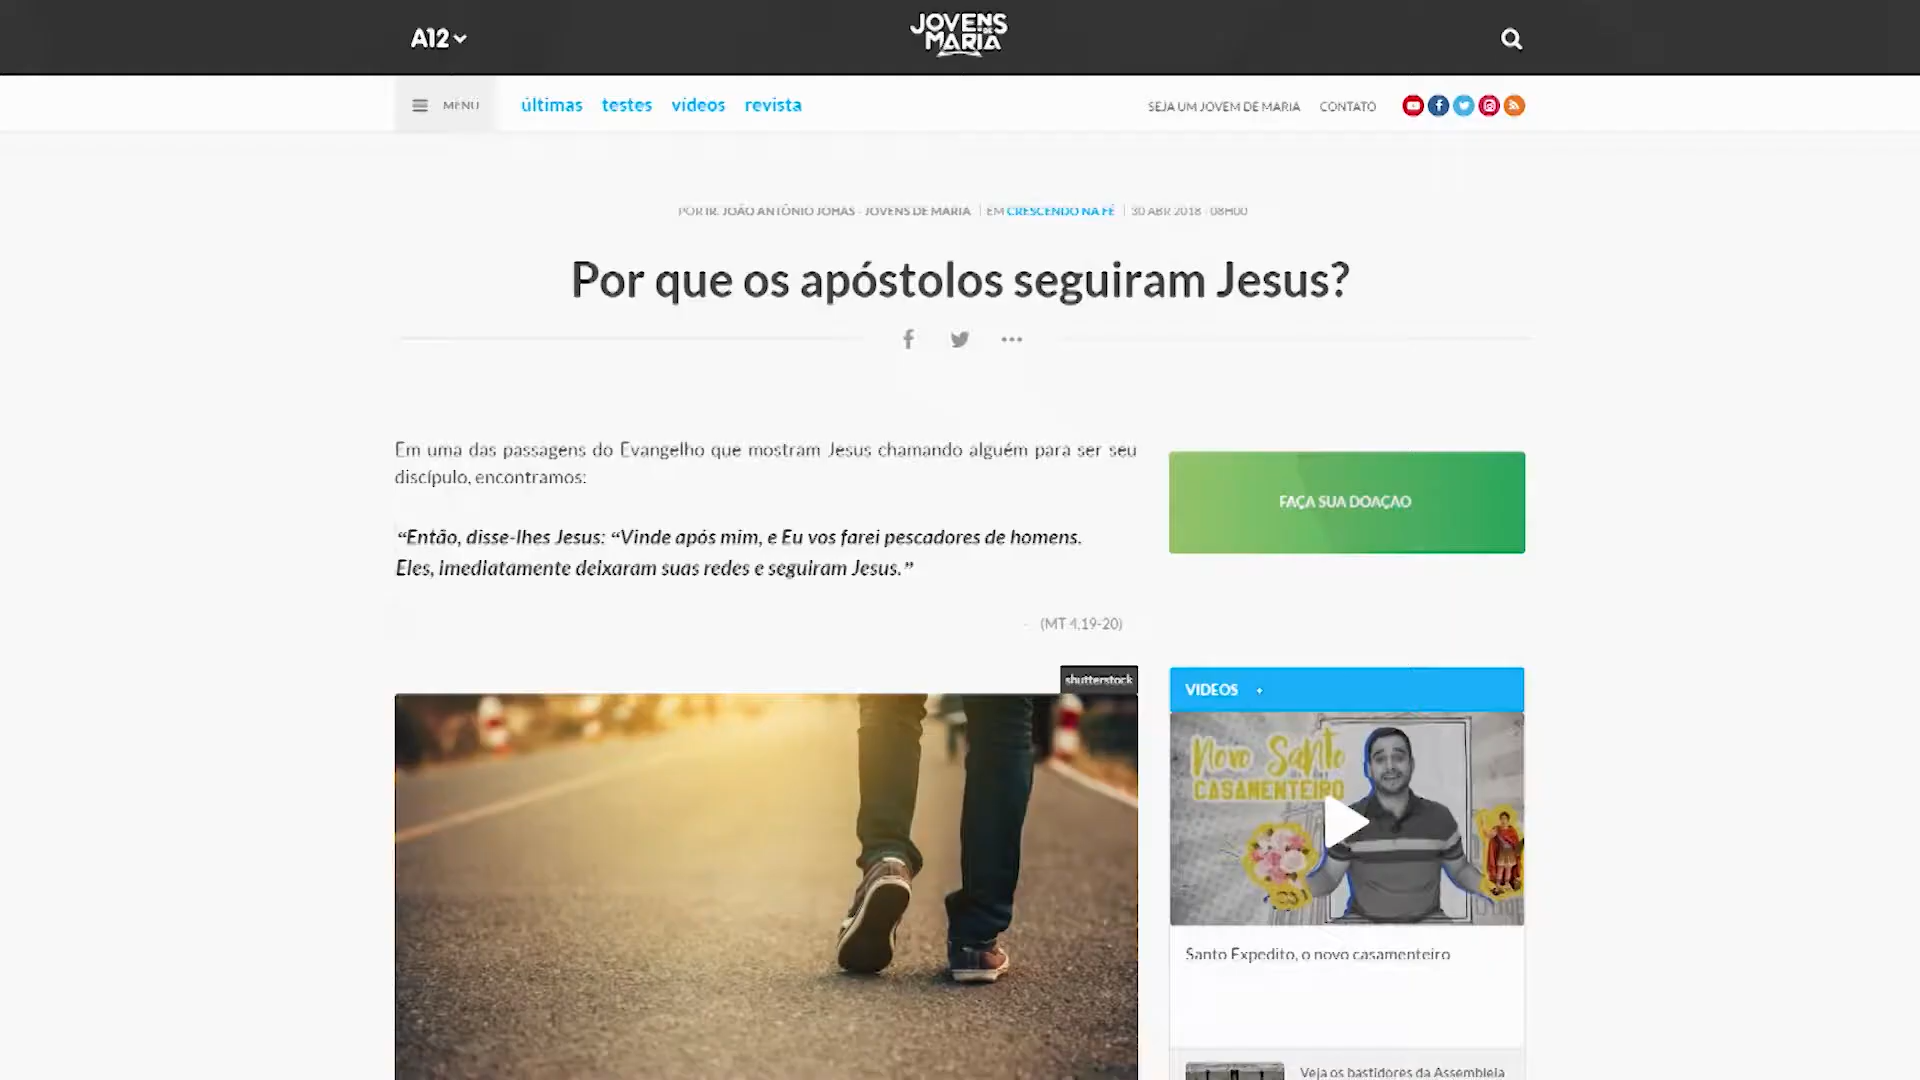 A12
JOVENS
DE
MARIA
MENU
últimas
testes
vídeos
revista
SEJA UM JOVEM DE MARIA
CONTATO
POR IR. JOÃO ANTÔNIO JOHAS - JOVENS DE MARIA | EM CRESCENDO NA FÉ | 30 ABR 2018 - 08H00
Por que os apóstolos seguiram Jesus?
Em uma das passagens do Evangelho que mostram Jesus chamando alguém para ser seu
discípulo, encontramos:
FAÇA SUA DOAÇÃO
“Então, disse-lhes Jesus: “Vinde após mim, e Eu vos farei pescadores de homens.
Eles, imediatamente deixaram suas redes e seguiram Jesus.”
(MT 4,19-20)
shutterstock
VIDEOS +
Novo Santo
CASAMENTEIRO
Santo Expedito, o novo casamenteiro
Veja os bastidores da Assembleia